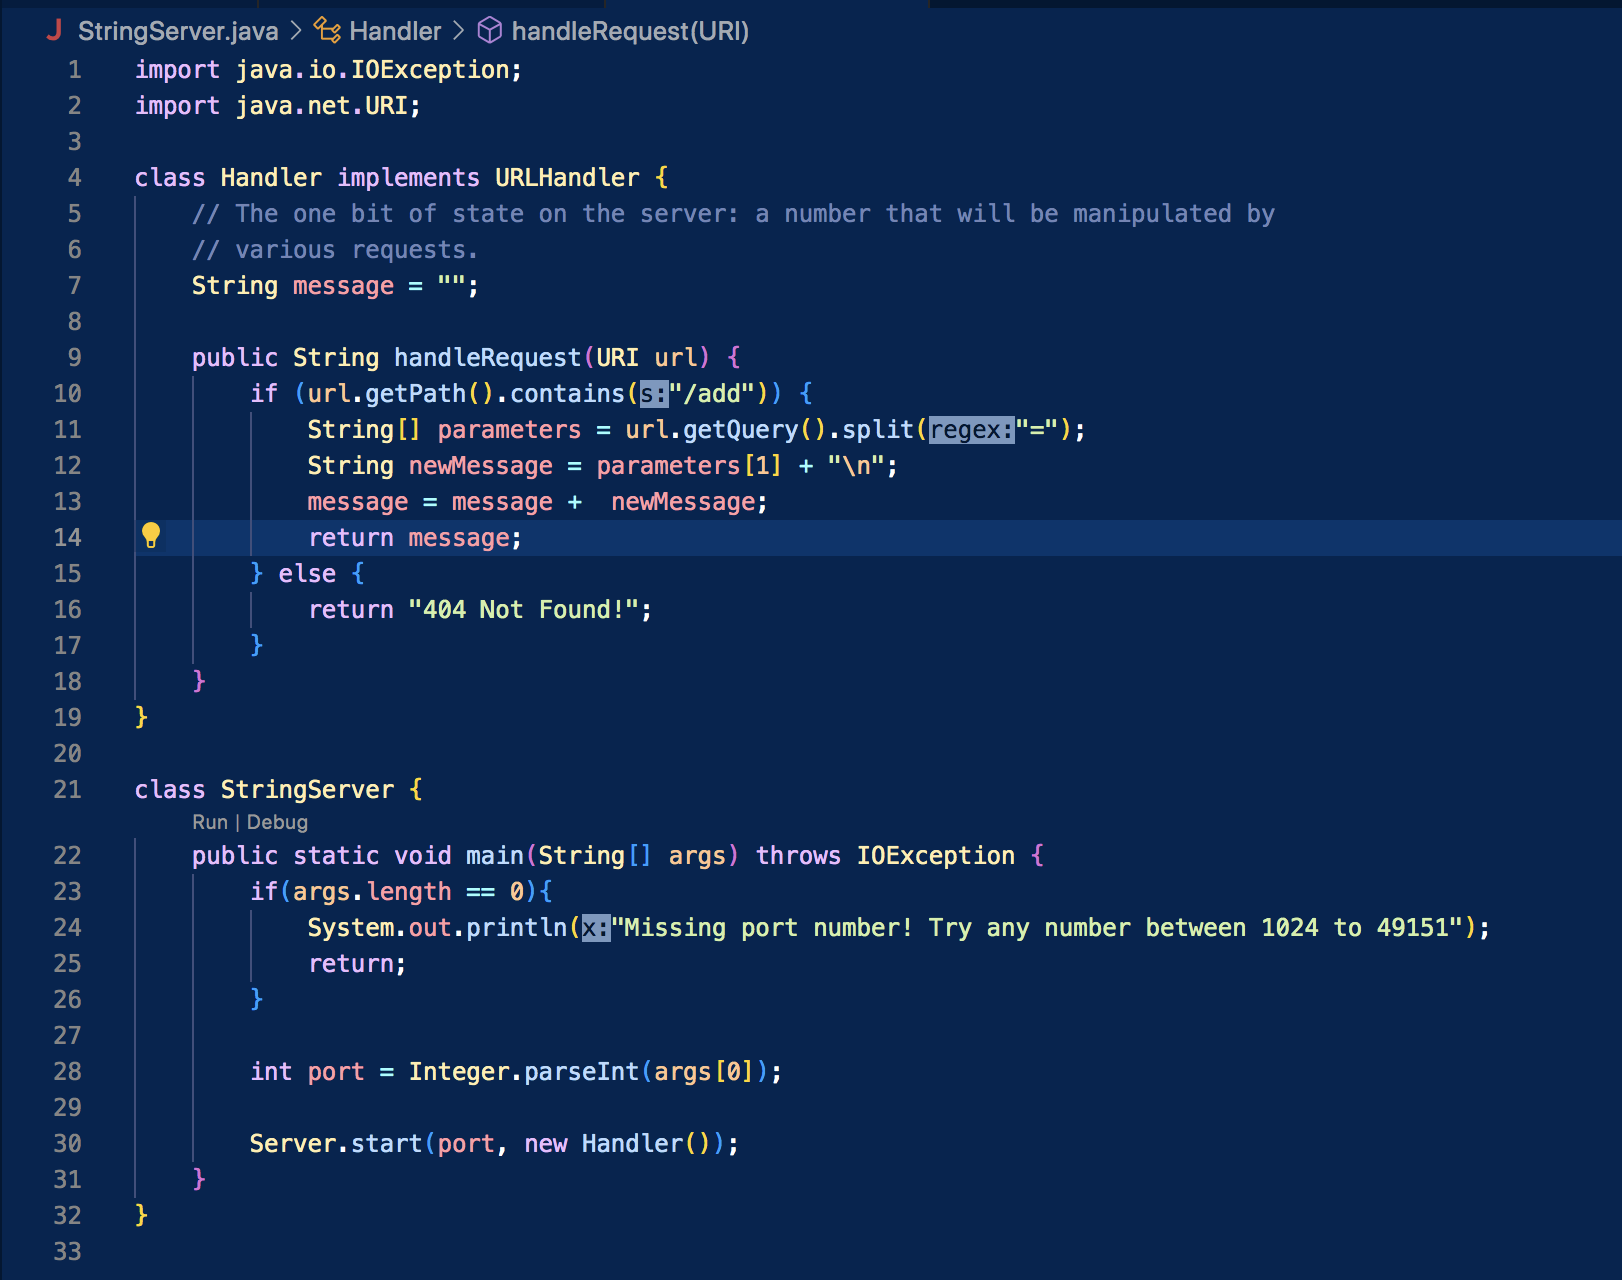 StringServer.java > Handler > handleRequest(URI)
1 import java.io.IOException;
2 import java.net.URI;
3
4 class Handler implements URLHandler {
5     // The one bit of state on the server: a number that will be manipulated by
6     // various requests.
7     String message = "";
8
9     public String handleRequest(URI url) {
10         if (url.getPath().contains(s:"/add")) {
11             String[] parameters = url.getQuery().split(regex:"=");
12             String newMessage = parameters[1] + "\n";
13             message = message +  newMessage;
14             return message;
15         } else {
16             return "404 Not Found!";
17         }
18     }
19 }
20
21 class StringServer {
Run | Debug
22     public static void main(String[] args) throws IOException {
23         if(args.length == 0){
24             System.out.println(x:"Missing port number! Try any number between 1024 to 49151");
25             return;
26         }
27
28         int port = Integer.parseInt(args[0]);
29
30         Server.start(port, new Handler());
31     }
32 }
33